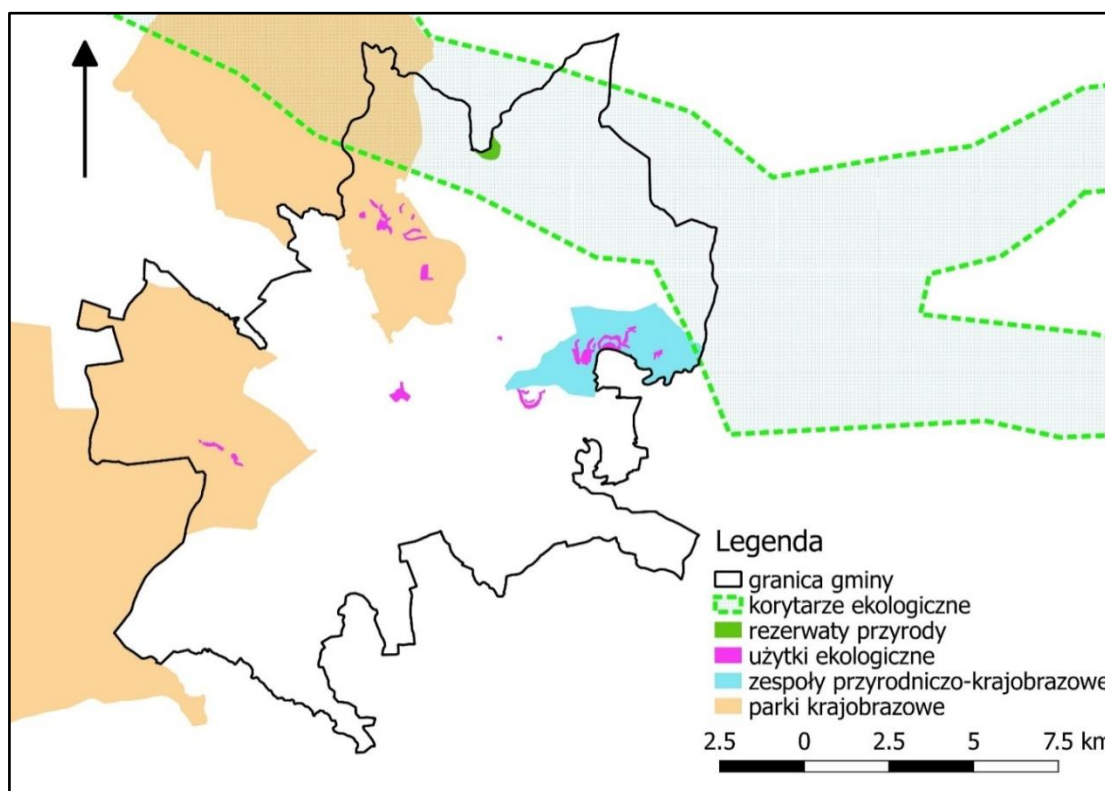 Legenda
granica gminy
korytarze ekologiczne
rezerwaty przyrody
użytki ekologiczne
zespoły przyrodniczo-krajobrazowe
parki krajobrazowe
2.5 0 2.5 5 7.5 km